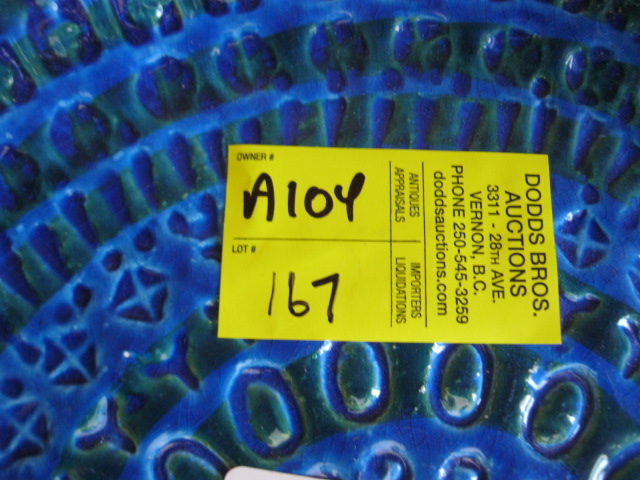 OWNER #
A104
LOT #
167
ANTIQUES
APPRAISALS
IMPORTERS
LIQUIDATIONS
DODDS BROS.
AUCTIONS
3311 - 28TH AVE.
VERNON, B.C.
PHONE 250-545-3259
doddsauctions.com